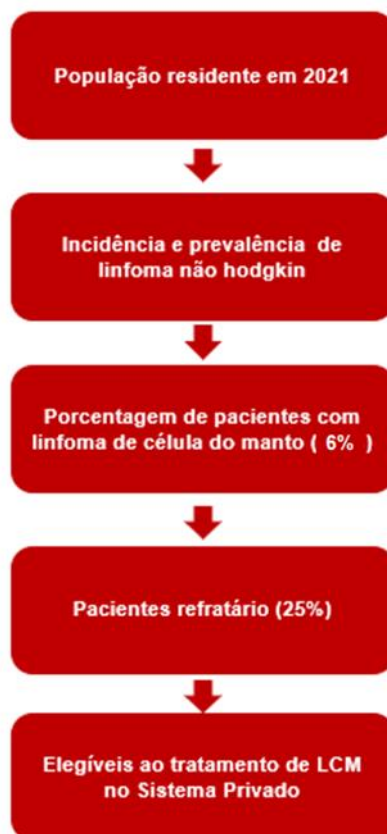 População residente em 2021
Incidência e prevalência de
linfoma não hodgkin
Porcentagem de pacientes com
linfoma de célula do manto ( 6% )
Pacientes refratário (25%)
Elegíveis ao tratamento de LCM
no Sistema Privado